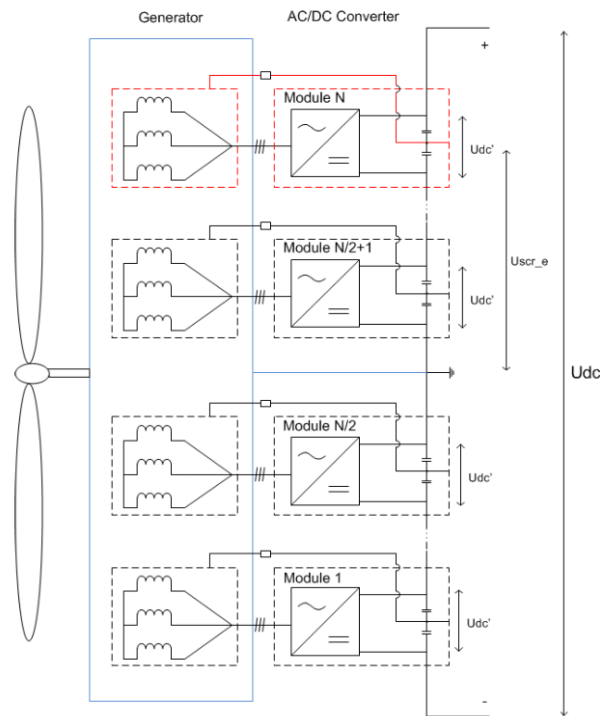 Generator
AC/DC Converter
+
Module N
Udc'
Module N/2+1
Uscr_e
Udc'
Udc
Module N/2
Udc'
Module 1
Udc'
-